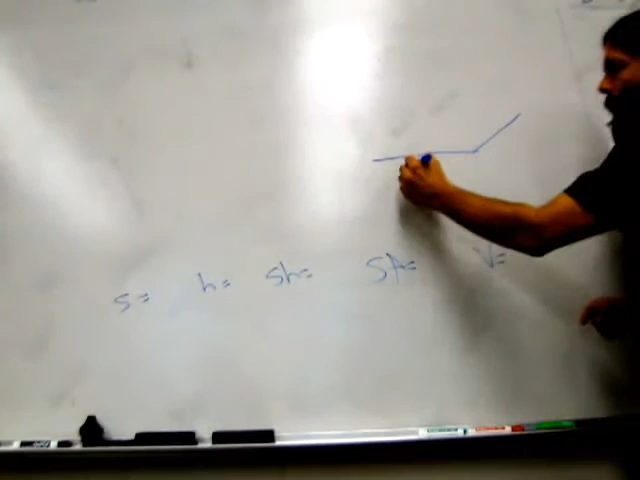 s= h= sh= SA= V=